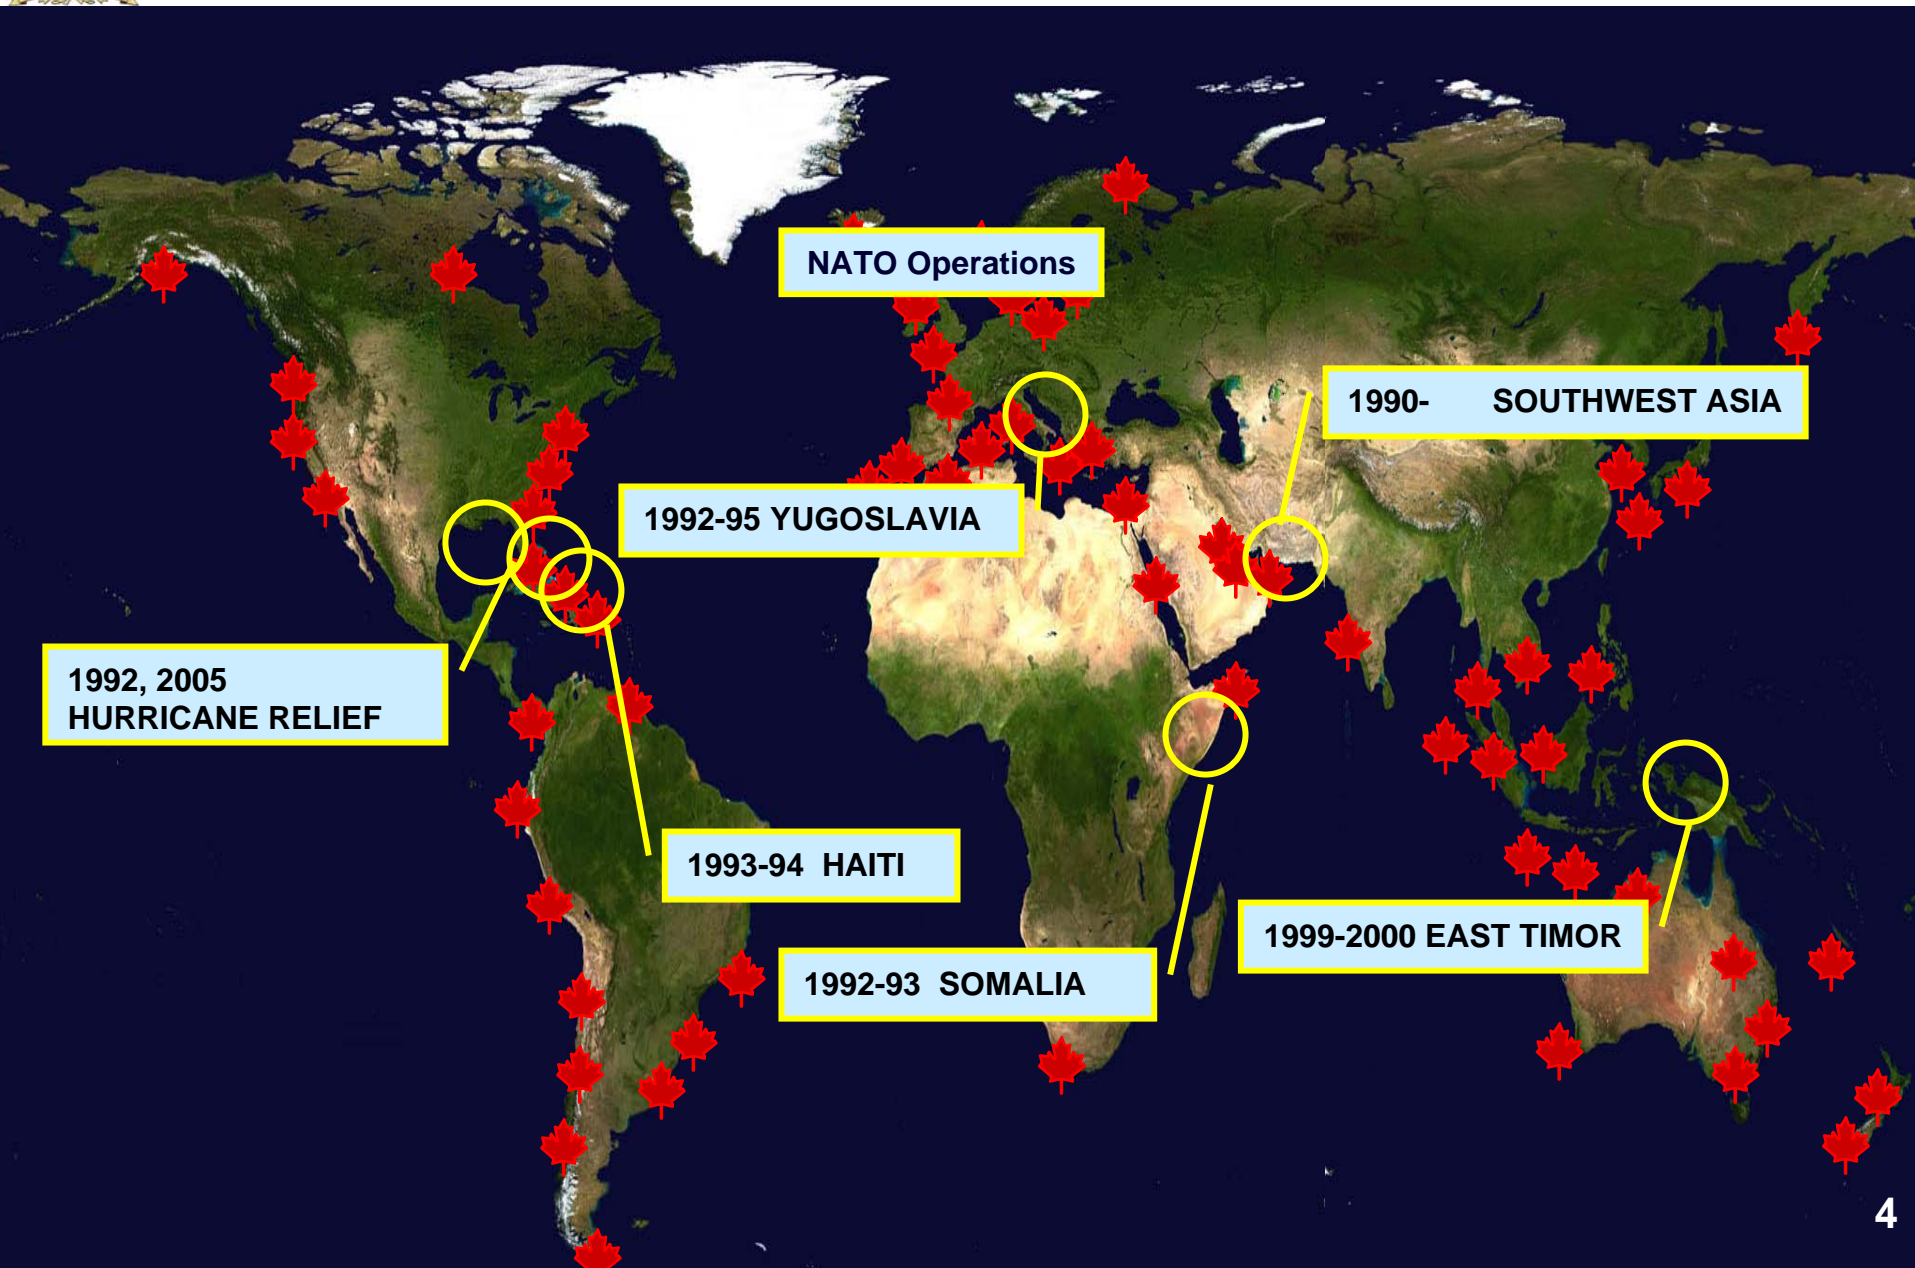 NATO Operations
1990- SOUTHWEST ASIA
1992-95 YUGOSLAVIA
1992, 2005
HURRICANE RELIEF
1993-94 HAITI
1999-2000 EAST TIMOR
1992-93 SOMALIA
4